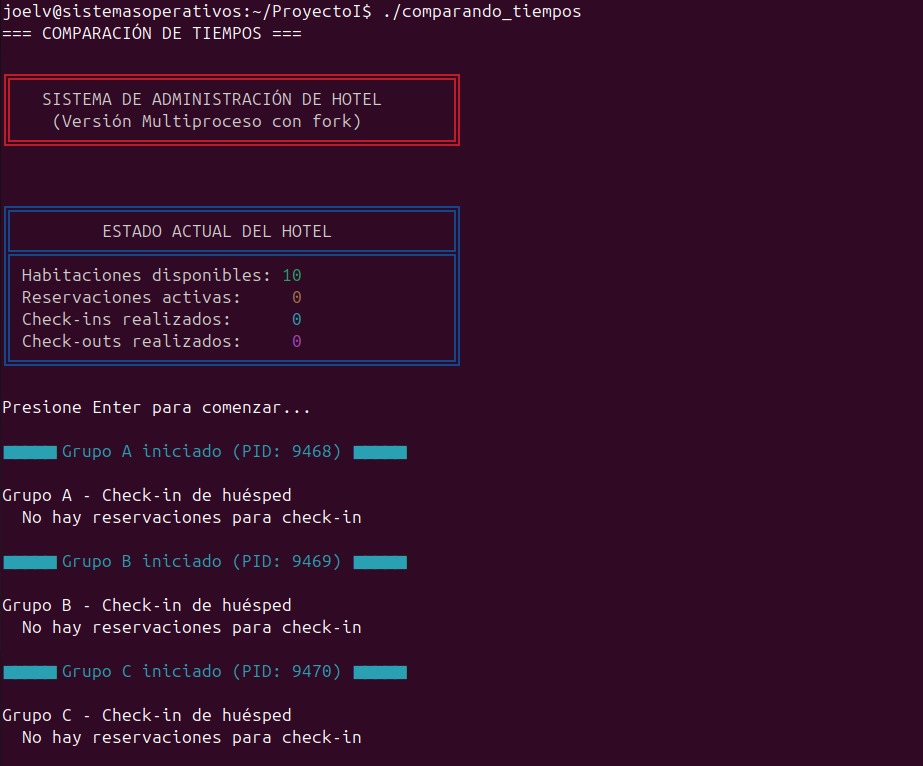 joelv@sistemasoperativos:~/ProyectoI$ ./comparando_tiempos
=== COMPARACIÓN DE TIEMPOS ===
SISTEMA DE ADMINISTRACIÓN DE HOTEL
(Versión Multiproceso con fork)
ESTADO ACTUAL DEL HOTEL
Habitaciones disponibles: 10
Reservaciones activas: 0
Check-ins realizados: 0
Check-outs realizados: 0
Presione Enter para comenzar...
Grupo A iniciado (PID: 9468)
Grupo A - Check-in de huésped
No hay reservaciones para check-in
Grupo B iniciado (PID: 9469)
Grupo B - Check-in de huésped
No hay reservaciones para check-in
Grupo C iniciado (PID: 9470)
Grupo C - Check-in de huésped
No hay reservaciones para check-in